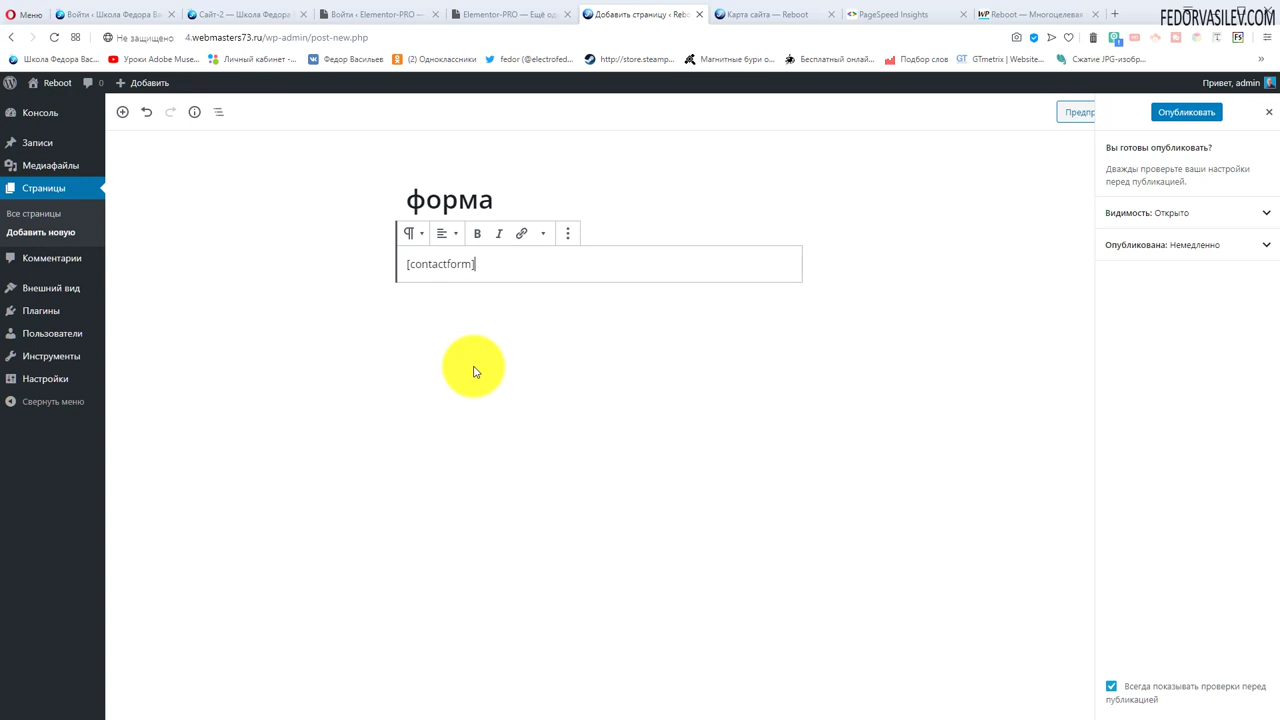 Меню
Войти ‹ Школа Федора Ва
Сайт-2 — Школа Федора
Войти ‹ Elementor-PRO —
Elementor-PRO — Ещё од
Добавить страницу ‹ Reb
Карта сайта — Reboot
PageSpeed Insights
Reboot — Многоцелевая
FEDORVASILEV.COM
Не защищено
4.webmasters73.ru/wp-admin/post-new.php
Школа Федора Вас...
Уроки Adobe Muse...
Личный кабинет -...
Федор Васильев
(2) Одноклассники
fedor (@electrofed...
http://store.steamp...
Магнитные бури о...
Бесплатный онлай...
Подбор слов
GTmetrix | Website...
Сжатие JPG-изобр...
Reboot
0
Добавить
Привет, admin
Консоль
Записи
Медиафайлы
Страницы
Все страницы
Добавить новую
Комментарии
Внешний вид
Плагины
Пользователи
Инструменты
Настройки
Свернуть меню
Предпр
Опубликовать
форма
[contactform]
Вы готовы опубликовать?
Дважды проверьте ваши настройки
перед публикацией.
Видимость: Открыто
Опубликована: Немедленно
Всегда показывать проверки перед
публикацией